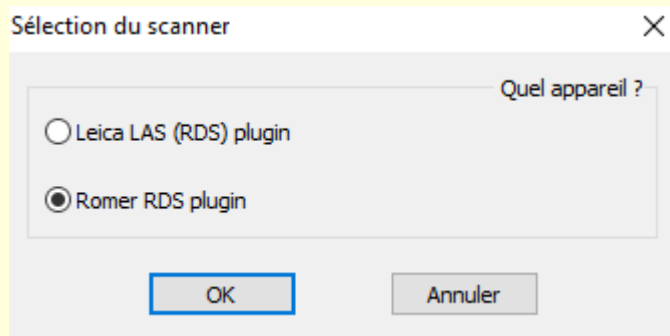 Sélection du scanner
Quel appareil ?
Leica LAS (RDS) plugin
Romer RDS plugin
OK
Annuler